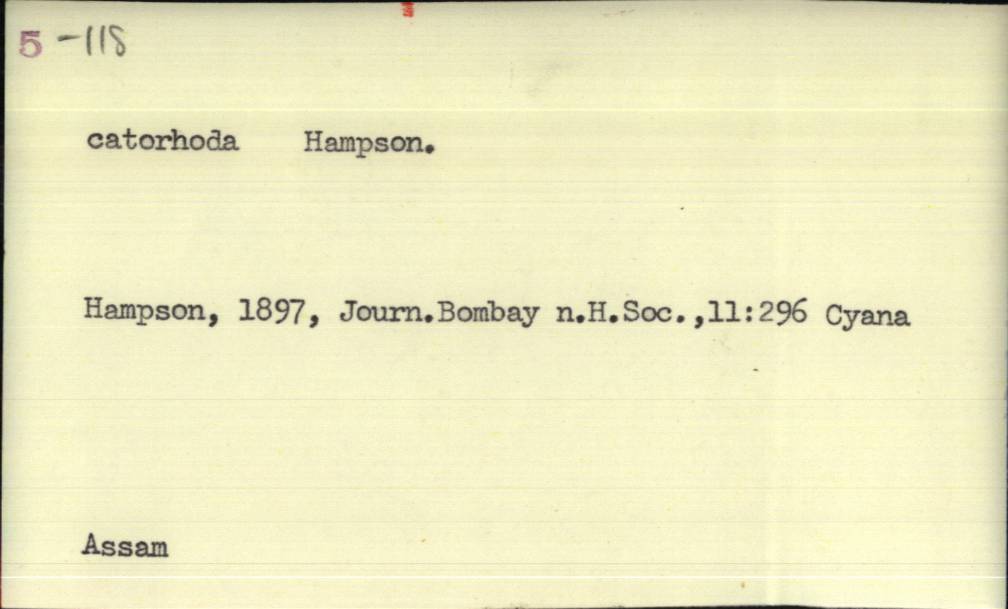 5 -118
catorhoda Hampson.
Hampson, 1897, Journ.Bombay n.H.Soc.,11:296 Cyana
Assam